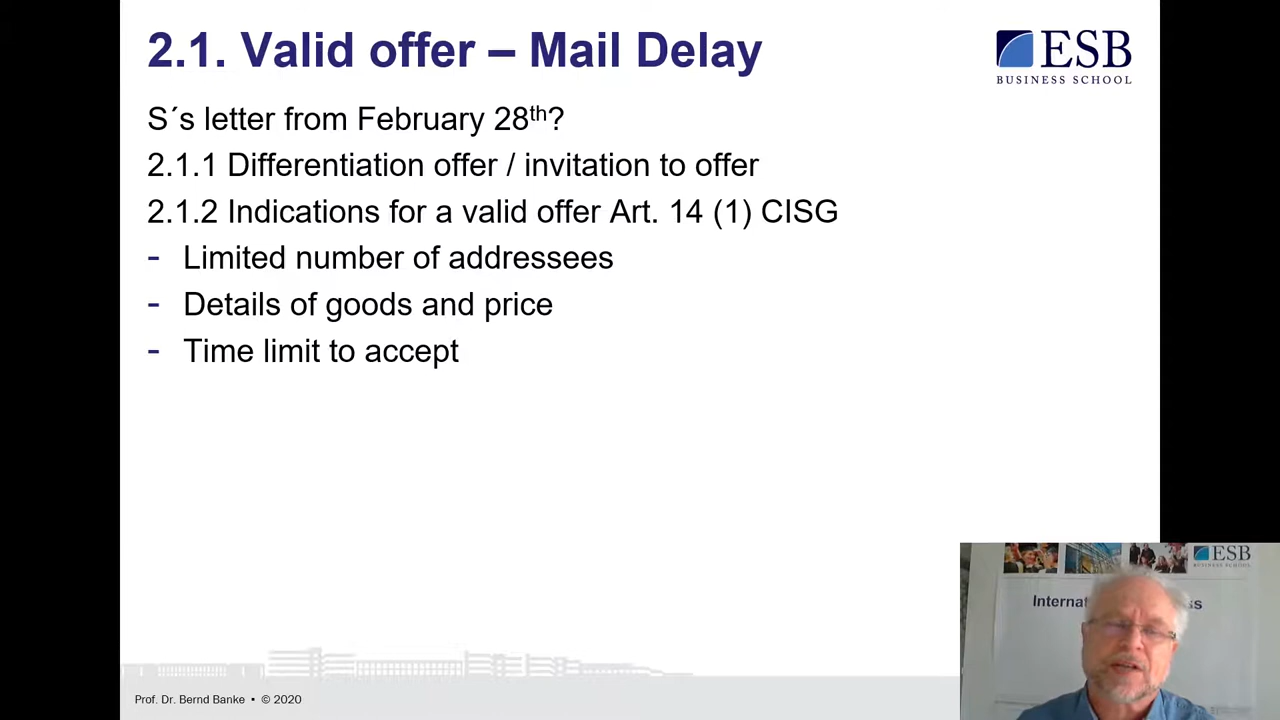 2.1. Valid offer – Mail Delay
ESB
BUSINESS SCHOOL
S´s letter from February 28th?
2.1.1 Differentiation offer / invitation to offer
2.1.2 Indications for a valid offer Art. 14 (1) CISG
- Limited number of addressees
- Details of goods and price
- Time limit to accept
ESB
BUSINESS SCHOOL
Prof. Dr. Bernd Banke • © 2020